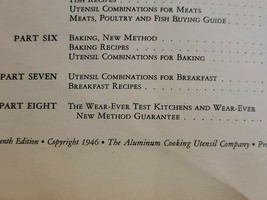 Fish Recipes
Utensil Combinations for Meats
Meats, Poultry and Fish Buying Guide .
PART SIX Baking, New Method .
Baking Recipes
Utensil Combinations for Baking
PART SEVEN Utensil Combinations for Breakfast .
Breakfast Recipes .
PART EIGHT The Wear-Ever Test Kitchens and Wear-Ever
New Method Guarantee .
Edition • Copyright 1946 • The Aluminum Cooking Utensil Company •